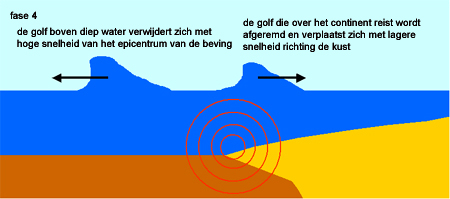 fase 4
de golf boven diep water verwijdert zich met
hoge snelheid van het epicentrum van de beving
de golf die over het continent reist wordt
afgeremd en verplaatst zich met lagere
snelheid richting de kust